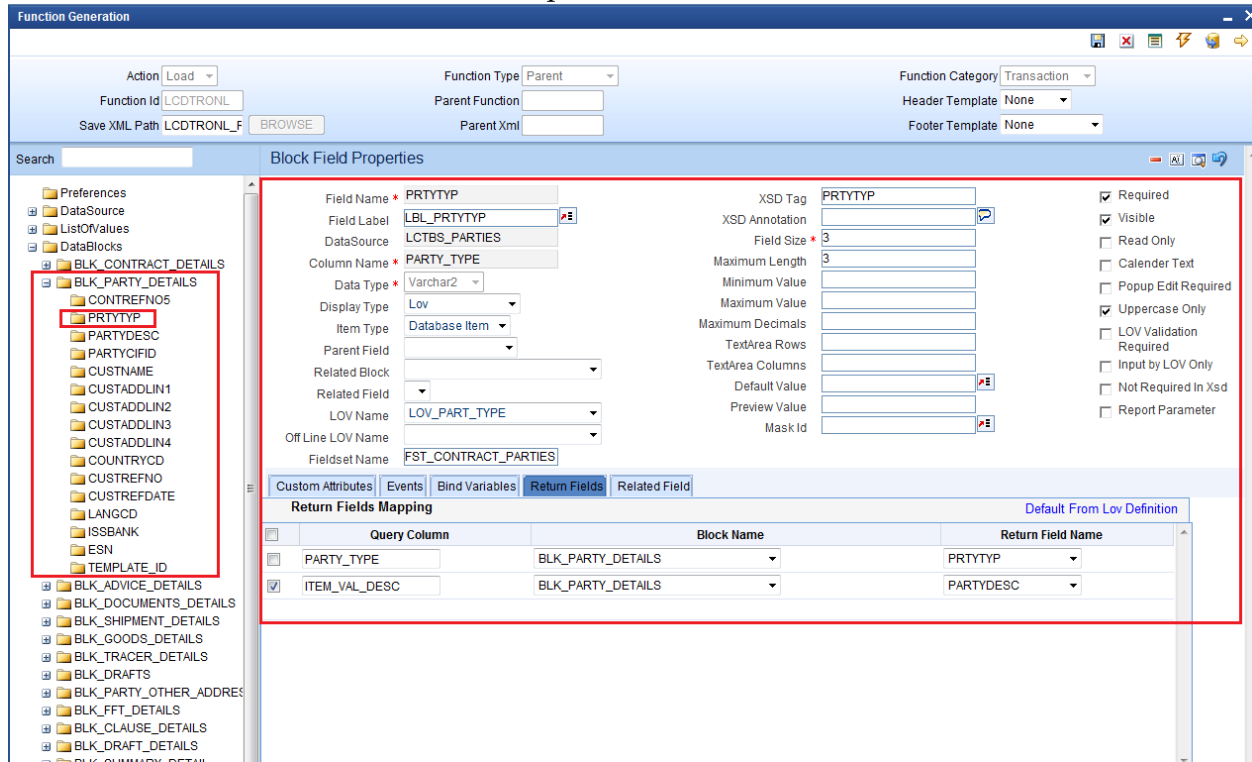 Function Generation
Action Load
Function Type Parent
Function Category Transaction
Function Id LCDTRONL
Parent Function
Header Template None
Save XML Path LCDTRONL_F BROWSE
Parent Xml
Footer Template None
Search
Block Field Properties
Preferences
DataSource
ListOfValues
DataBlocks
BLK_CONTRACT_DETAILS
BLK_PARTY_DETAILS
CONTREFNO5
PRTYTYP
PARTYDESC
PARTYCIFID
CUSTNAME
CUSTADDLIN1
CUSTADDLIN2
CUSTADDLIN3
CUSTADDLIN4
COUNTRYCD
CUSTREFNO
CUSTREFDATE
LANGCD
ISSBANK
ESN
TEMPLATE_ID
BLK_ADVICE_DETAILS
BLK_DOCUMENTS_DETAILS
BLK_SHIPMENT_DETAILS
BLK_GOODS_DETAILS
BLK_TRACER_DETAILS
BLK_DRAFTS
BLK_PARTY_OTHER_ADDRES
BLK_FFT_DETAILS
BLK_CLAUSE_DETAILS
BLK_DRAFT_DETAILS
Field Name * PRTYTYP
Field Label LBL_PRTYTYP
DataSource LCTBS_PARTIES
Column Name * PARTY_TYPE
Data Type * Varchar2
Display Type Lov
Item Type Database Item
Parent Field
Related Block
Related Field
LOV Name LOV_PART_TYPE
Off Line LOV Name
Fieldset Name FST_CONTRACT_PARTIES
XSD Tag PRTYTYP
XSD Annotation
Field Size * 3
Maximum Length 3
Minimum Value
Maximum Value
Maximum Decimals
TextArea Rows
TextArea Columns
Default Value
Preview Value
Mask Id
Required
Visible
Read Only
Calender Text
Popup Edit Required
Uppercase Only
LOV Validation
Required
Input by LOV Only
Not Required In Xsd
Report Parameter
Custom Attributes Events Bind Variables Return Fields Related Field
Return Fields Mapping
Default From Lov Definition
Query Column Block Name Return Field Name
PARTY_TYPE BLK_PARTY_DETAILS PRTYTYP
ITEM_VAL_DESC BLK_PARTY_DETAILS PARTYDESC